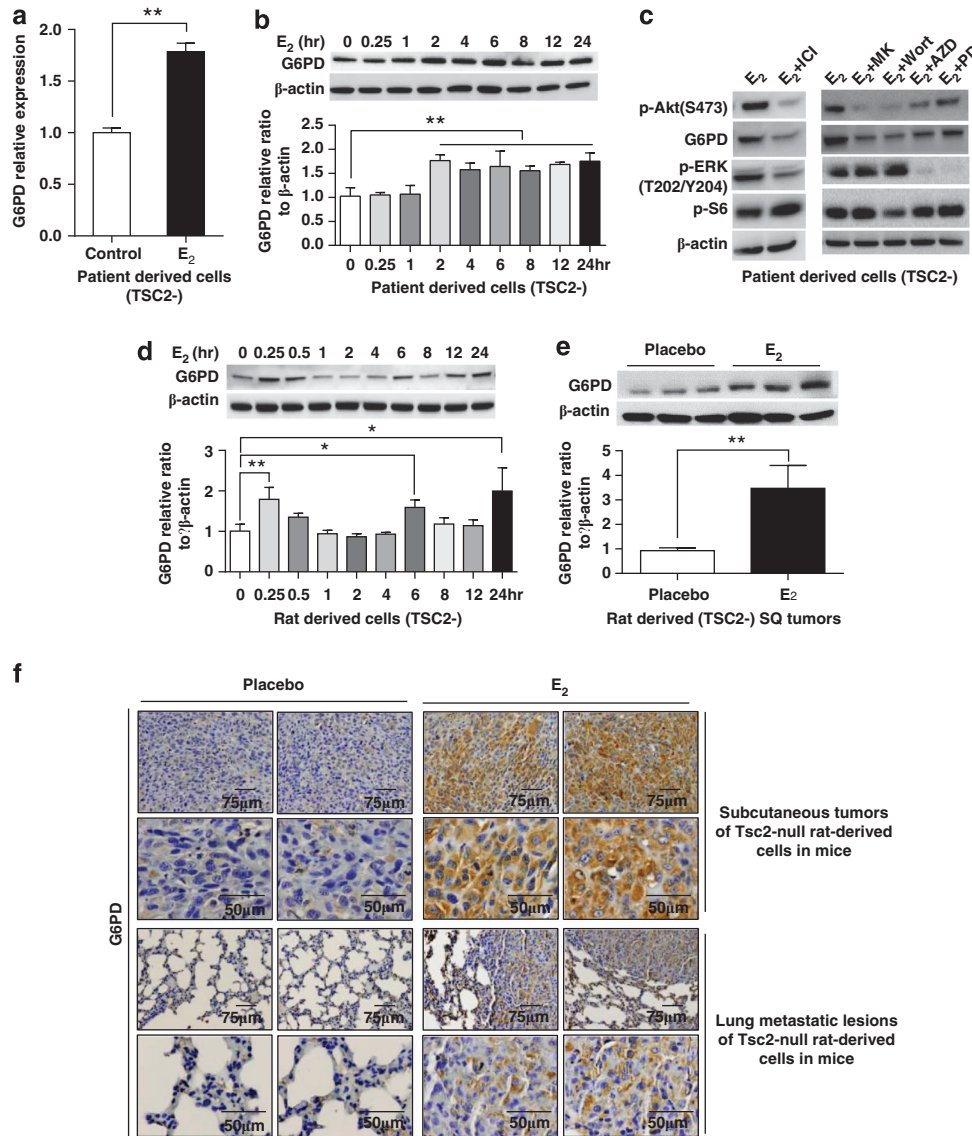 a
**
G6PD relative expression
2.0
1.5
1.0
0.5
0.0
Control E₂
Patient derived cells
(TSC2-)
b
E₂ (hr) 0 0.25 1 2 4 6 8 12 24
G6PD
β-actin
**
G6PD relative ratio
to β-actin
2.5
2.0
1.5
1.0
0.5
0.0
0 0.25 1 2 4 6 8 12 24hr
Patient derived cells (TSC2-)
c
E₂ E₂+ICI E₂ E₂+MK E₂+Wort E₂+AZD E₂+PD
p-Akt(S473)
G6PD
p-ERK
(T202/Y204)
p-S6
β-actin
Patient derived cells (TSC2-)
d
E₂ (hr) 0 0.25 0.5 1 2 4 6 8 12 24
G6PD
β-actin
*
*
**
G6PD relative ratio
to?β-actin
3
2
1
0
0 0.25 0.5 1 2 4 6 8 12 24hr
Rat derived cells (TSC2-)
e
Placebo E₂
G6PD
β-actin
**
G6PD relative ratio
to?β-actin
5
4
3
2
1
0
Placebo E2
Rat derived (TSC2-) SQ tumors
f
Placebo E₂
G6PD
75μm 75μm 75μm 75μm
50μm 50μm 50μm 50μm
Subcutaneous tumors
of Tsc2-null rat-derived
cells in mice
75μm 75μm 75μm 75μm
50μm 50μm 50μm 50μm
Lung metastatic lesions
of Tsc2-null rat-derived
cells in mice